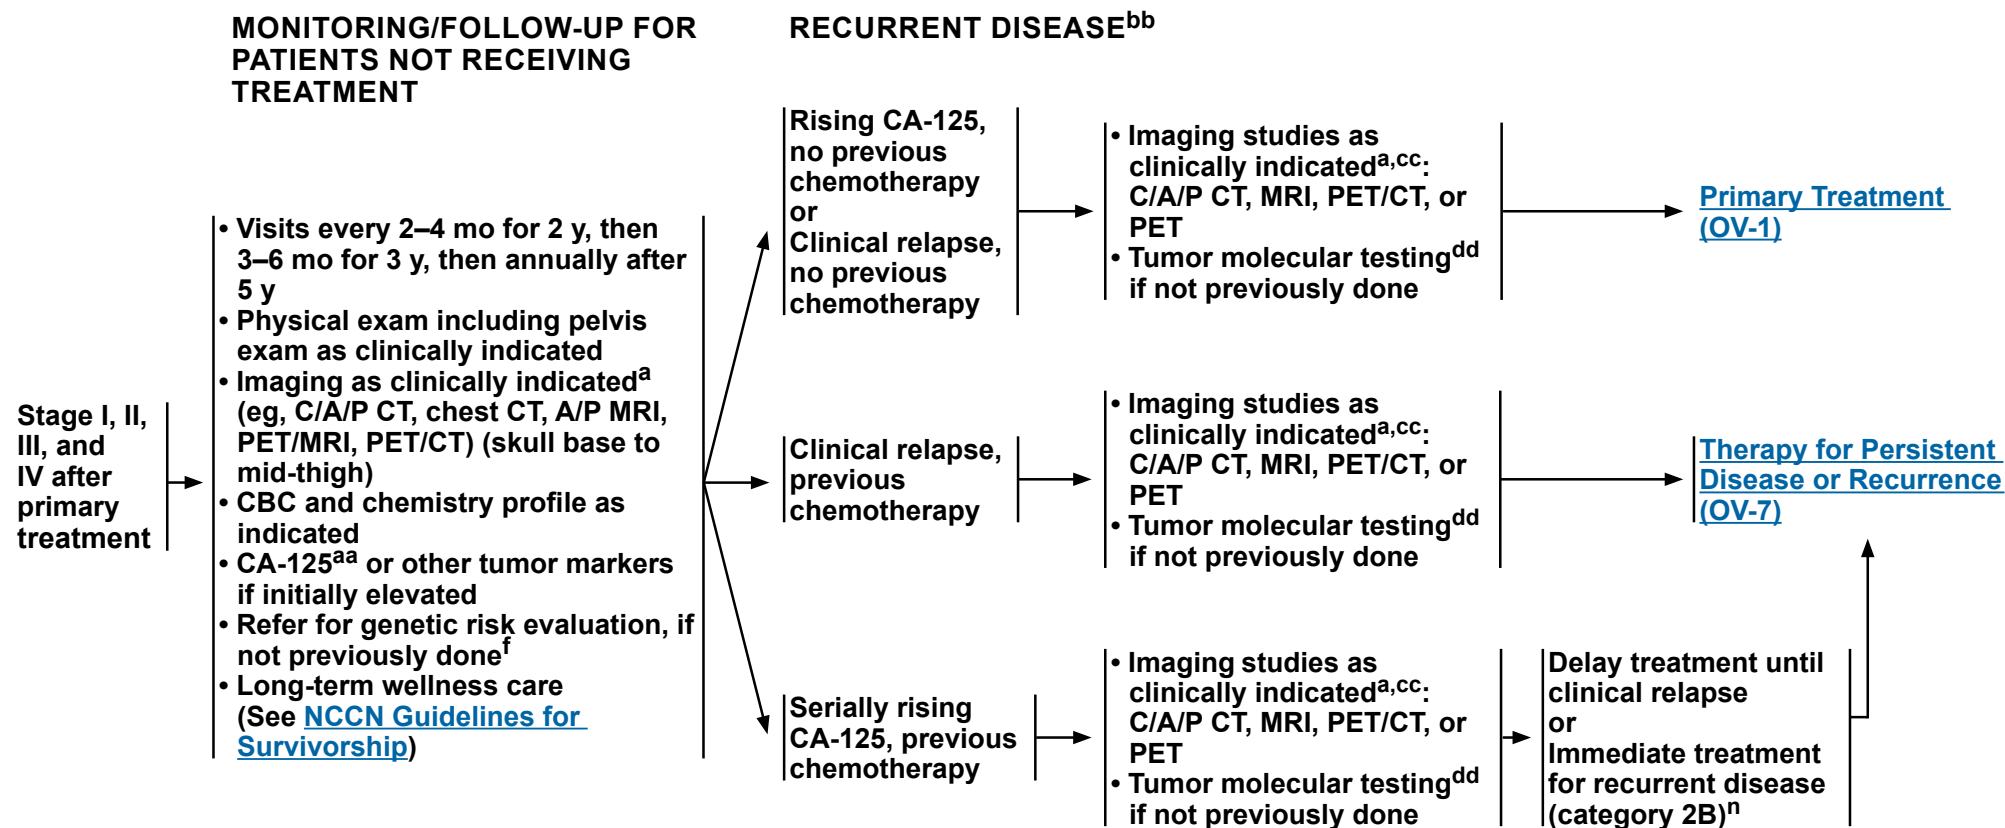 MONITORING/FOLLOW-UP FOR
PATIENTS NOT RECEIVING
TREATMENT
RECURRENT DISEASEbb
Stage I, II,
III, and
IV after
primary
treatment
• Visits every 2–4 mo for 2 y, then
3–6 mo for 3 y, then annually after
5 y
• Physical exam including pelvis
exam as clinically indicated
• Imaging as clinically indicateda
(eg, C/A/P CT, chest CT, A/P MRI,
PET/MRI, PET/CT) (skull base to
mid-thigh)
• CBC and chemistry profile as
indicated
• CA-125aa or other tumor markers
if initially elevated
• Refer for genetic risk evaluation, if
not previously donef
• Long-term wellness care
(See NCCN Guidelines for
Survivorship)
Rising CA-125,
no previous
chemotherapy
or
Clinical relapse,
no previous
chemotherapy
• Imaging studies as
clinically indicateda,cc:
C/A/P CT, MRI, PET/CT, or
PET
• Tumor molecular testingdd
if not previously done
Primary Treatment
(OV-1)
Clinical relapse,
previous
chemotherapy
• Imaging studies as
clinically indicateda,cc:
C/A/P CT, MRI, PET/CT, or
PET
• Tumor molecular testingdd
if not previously done
Therapy for Persistent
Disease or Recurrence
(OV-7)
Serially rising
CA-125, previous
chemotherapy
• Imaging studies as
clinically indicateda,cc:
C/A/P CT, MRI, PET/CT, or
PET
• Tumor molecular testingdd
if not previously done
Delay treatment until
clinical relapse
or
Immediate treatment
for recurrent disease
(category 2B)n